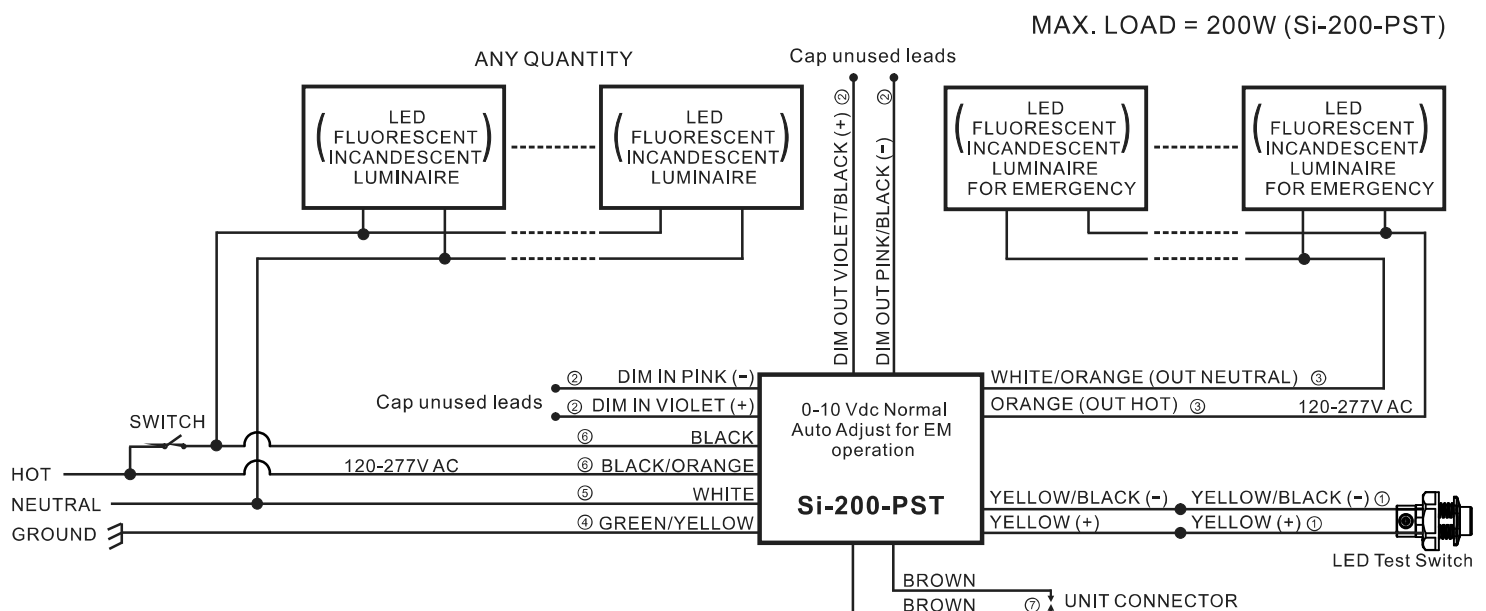 MAX. LOAD = 200W (Si-200-PST)
ANY QUANTITY
Cap unused leads
( LED
FLUORESCENT
INCANDESCENT )
LUMINAIRE
( LED
FLUORESCENT
INCANDESCENT )
LUMINAIRE
DIM OUT VIOLET/BLACK (+) ②
DIM OUT PINK/BLACK (-) ②
( LED
FLUORESCENT
INCANDESCENT )
LUMINAIRE
FOR EMERGENCY
( LED
FLUORESCENT
INCANDESCENT )
LUMINAIRE
FOR EMERGENCY
② DIM IN PINK (-)
Cap unused leads
② DIM IN VIOLET (+)
SWITCH
⑥ BLACK
HOT
120-277V AC
⑥ BLACK/ORANGE
NEUTRAL
⑤ WHITE
GROUND
④ GREEN/YELLOW
0-10 Vdc Normal
Auto Adjust for EM
operation
Si-200-PST
WHITE/ORANGE (OUT NEUTRAL) ③
ORANGE (OUT HOT) ③ 120-277V AC
YELLOW/BLACK (-) YELLOW/BLACK (-) ①
YELLOW (+) YELLOW (+) ①
LED Test Switch
BROWN
BROWN ⑦ UNIT CONNECTOR